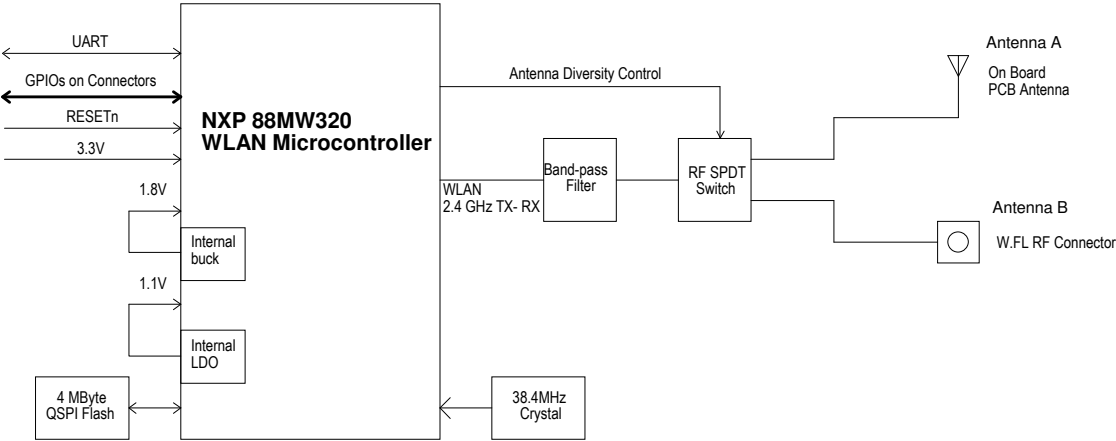 UART
GPIOs on Connectors
RESETn
3.3V
1.8V
Internal
buck
1.1V
Internal
LDO
4 MByte
QSPI Flash
NXP 88MW320
WLAN Microcontroller
38.4MHz
Crystal
Antenna Diversity Control
WLAN
2.4 GHz TX- RX
Band-pass
Filter
RF SPDT
Switch
Antenna A
On Board
PCB Antenna
Antenna B
W.FL RF Connector